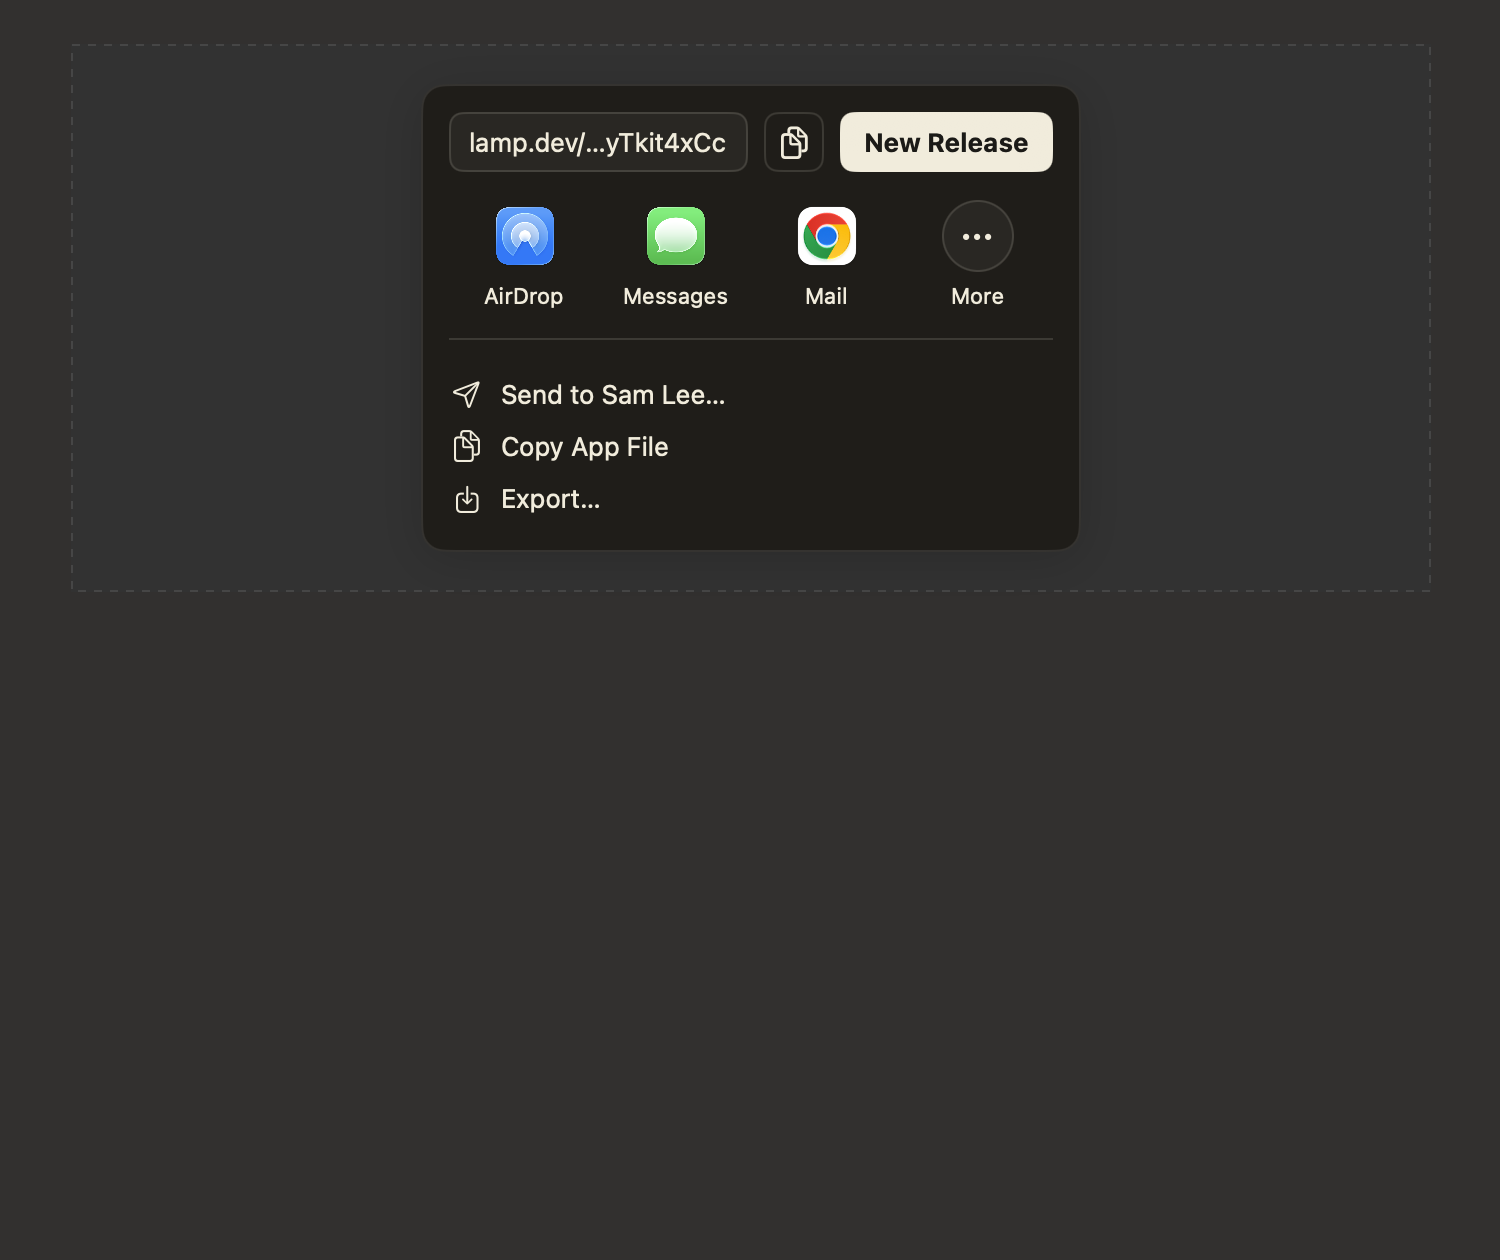 lamp.dev/...yTkit4xCc
New Release
AirDrop Messages Mail More
Send to Sam Lee...
Copy App File
Export...